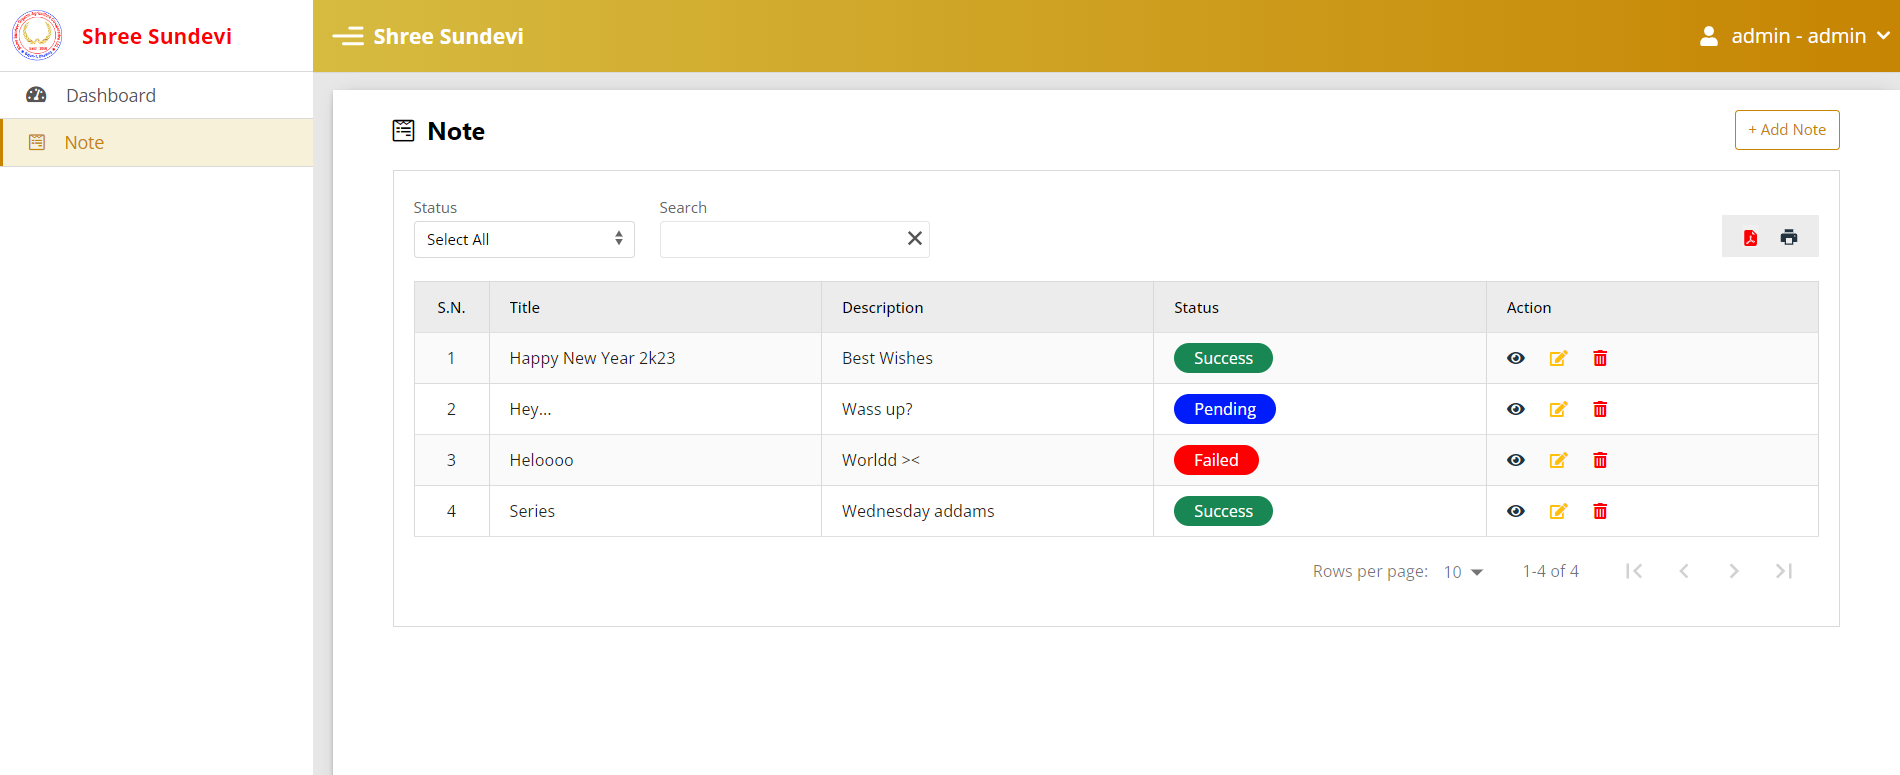 Shree Sundevi
Shree Sundevi
admin - admin
Dashboard
Note
Note
+ Add Note
Status
Search
Select All
S.N. Title Description Status Action
1 Happy New Year 2k23 Best Wishes Success
2 Hey... Wass up? Pending
3 Heloooo Worldd >< Failed
4 Series Wednesday addams Success
Rows per page: 10 1-4 of 4